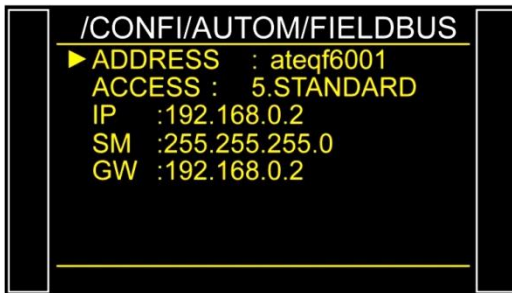 /CONFI/AUTOM/FIELDBUS
ADDRESS : ateqf6001
ACCESS : 5.STANDARD
IP :192.168.0.2
SM :255.255.255.0
GW :192.168.0.2